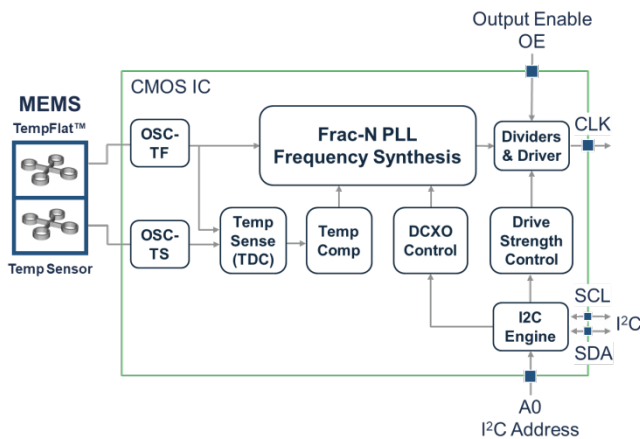 Output Enable
OE
CMOS IC
MEMS
TempFlat™
OSC-
TF
Frac-N PLL
Frequency Synthesis
Dividers
& Driver
CLK
OSC-
TS
Temp
Sense
(TDC)
Temp
Comp
DCXO
Control
Drive
Strength
Control
Temp Sensor
I2C
Engine
SCL
I²C
SDA
A0
I²C Address